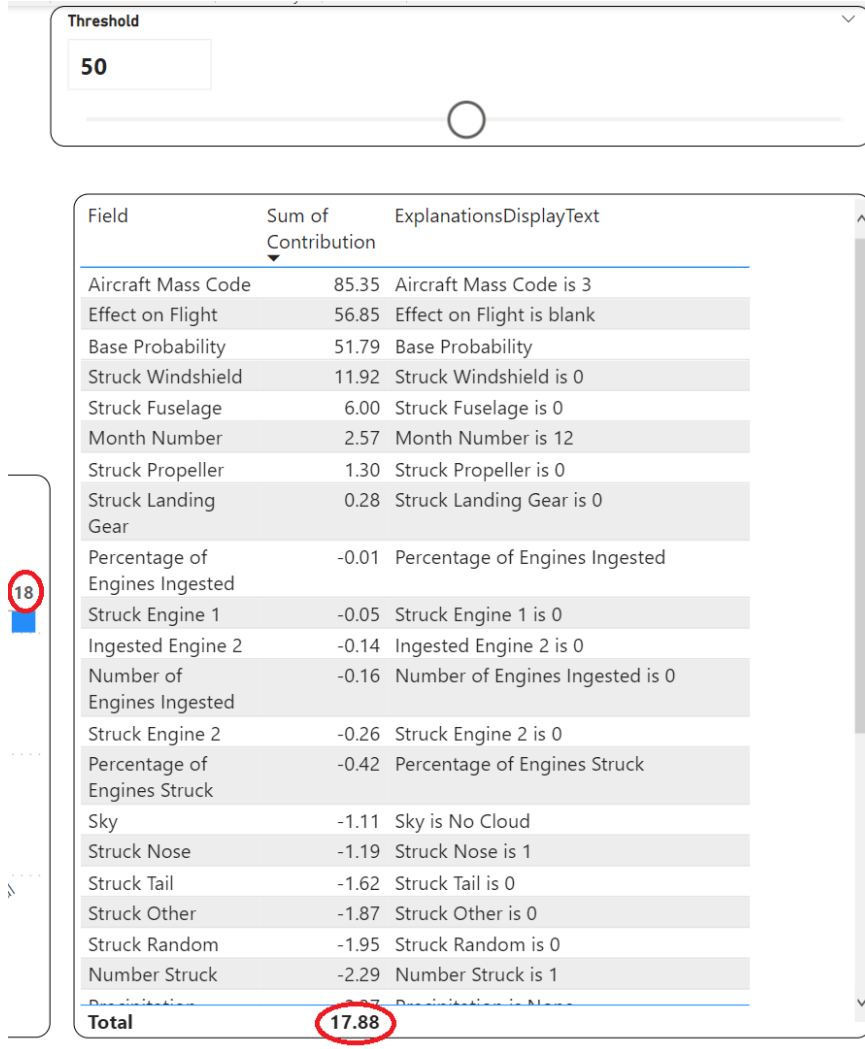 Threshold
50
Field Sum of Contribution ExplanationsDisplayText
Aircraft Mass Code 85.35 Aircraft Mass Code is 3
Effect on Flight 56.85 Effect on Flight is blank
Base Probability 51.79 Base Probability
Struck Windshield 11.92 Struck Windshield is 0
Struck Fuselage 6.00 Struck Fuselage is 0
Month Number 2.57 Month Number is 12
Struck Propeller 1.30 Struck Propeller is 0
Struck Landing 0.28 Struck Landing Gear is 0
Gear
Percentage of -0.01 Percentage of Engines Ingested
Engines Ingested
18
Struck Engine 1 -0.05 Struck Engine 1 is 0
Ingested Engine 2 -0.14 Ingested Engine 2 is 0
Number of -0.16 Number of Engines Ingested is 0
Engines Ingested
Struck Engine 2 -0.26 Struck Engine 2 is 0
Percentage of -0.42 Percentage of Engines Struck
Engines Struck
Sky -1.11 Sky is No Cloud
Struck Nose -1.19 Struck Nose is 1
Struck Tail -1.62 Struck Tail is 0
Struck Other -1.87 Struck Other is 0
Struck Random -1.95 Struck Random is 0
Number Struck -2.29 Number Struck is 1
Total 17.88